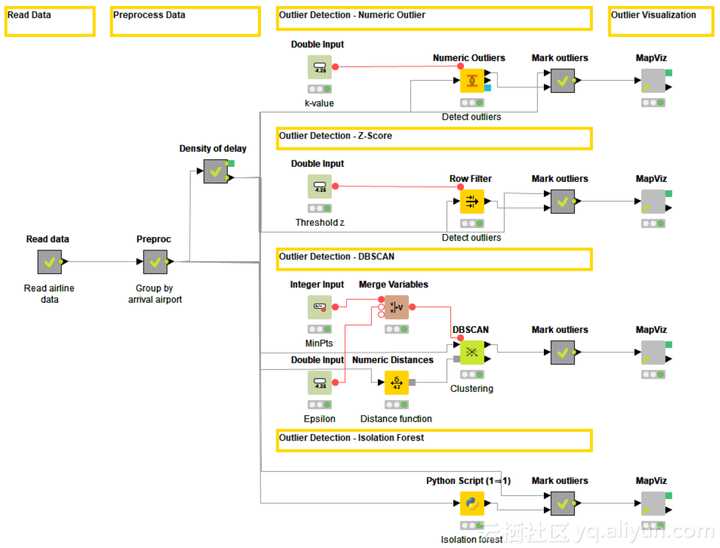 Read Data
Preprocess Data
Outlier Detection - Numeric Outlier
Outlier Visualization
Double Input
k-value
Numeric Outliers
Detect outliers
Mark outliers
MapViz
Outlier Detection - Z-Score
Density of delay
Double Input
Threshold z
Row Filter
Detect outliers
Mark outliers
MapViz
Read data
Read airline
data
Preproc
Group by
arrival airport
Outlier Detection - DBSCAN
Integer Input
MinPts
Merge Variables
DBSCAN
Clustering
Mark outliers
MapViz
Double Input
Epsilon
Numeric Distances
Distance function
Outlier Detection - Isolation Forest
Python Script (1⇒1)
Isolation forest
Mark outliers
MapViz
云栖社区 yq.aliyun.com